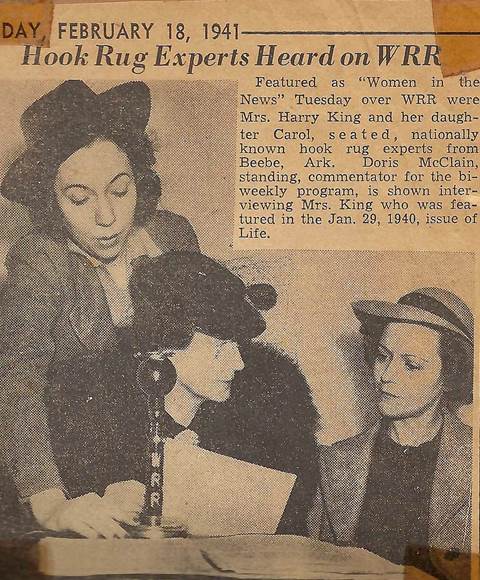 DAY, FEBRUARY 18, 1941
Hook Rug Experts Heard on WRR
Featured as "Women in the
News" Tuesday over WRR were
Mrs. Harry King and her daugh-
ter Carol, seated, nationally
known hook rug experts from
Beebe, Ark. Doris McClain,
standing, commentator for the bi-
weekly program, is shown inter-
viewing Mrs. King who was fea-
tured in the Jan. 29, 1940, issue of
Life.
WRR